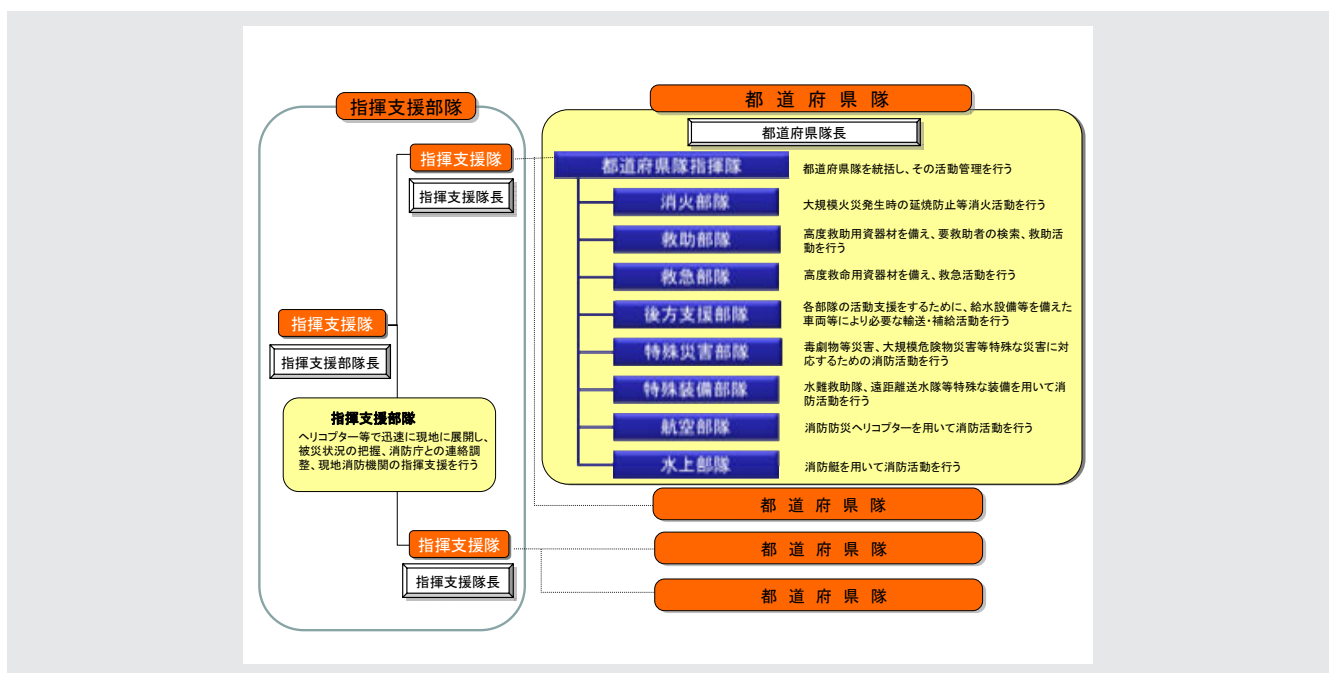 指揮支援部隊
指揮支援隊
指揮支援隊長
指揮支援隊
指揮支援部隊長
指揮支援部隊
ヘリコプター等で迅速に現地に展開し、
被災状況の把握、消防庁との連絡調
整、現地消防機関の指揮支援を行う
指揮支援隊
指揮支援隊長
都道府県隊
都道府県隊長
都道府県隊指揮隊
都道府県隊を統括し、その活動管理を行う
消火部隊
大規模火災発生時の延焼防止等消火活動を行う
救助部隊
高度救助用資器材を備え、要救助者の検索、救助活
動を行う
救急部隊
高度救命用資器材を備え、救急活動を行う
後方支援部隊
各部隊の活動支援をするために、給水設備等を備えた
車両等により必要な輸送・補給活動を行う
特殊災害部隊
毒劇物等災害、大規模危険物災害等特殊な災害に対
応するための消防活動を行う
特殊装備部隊
水難救助隊、遠距離送水隊等特殊な装備を用いて消
防活動を行う
航空部隊
消防防災ヘリコプターを用いて消防活動を行う
水上部隊
消防艇を用いて消防活動を行う
都道府県隊
都道府県隊
都道府県隊